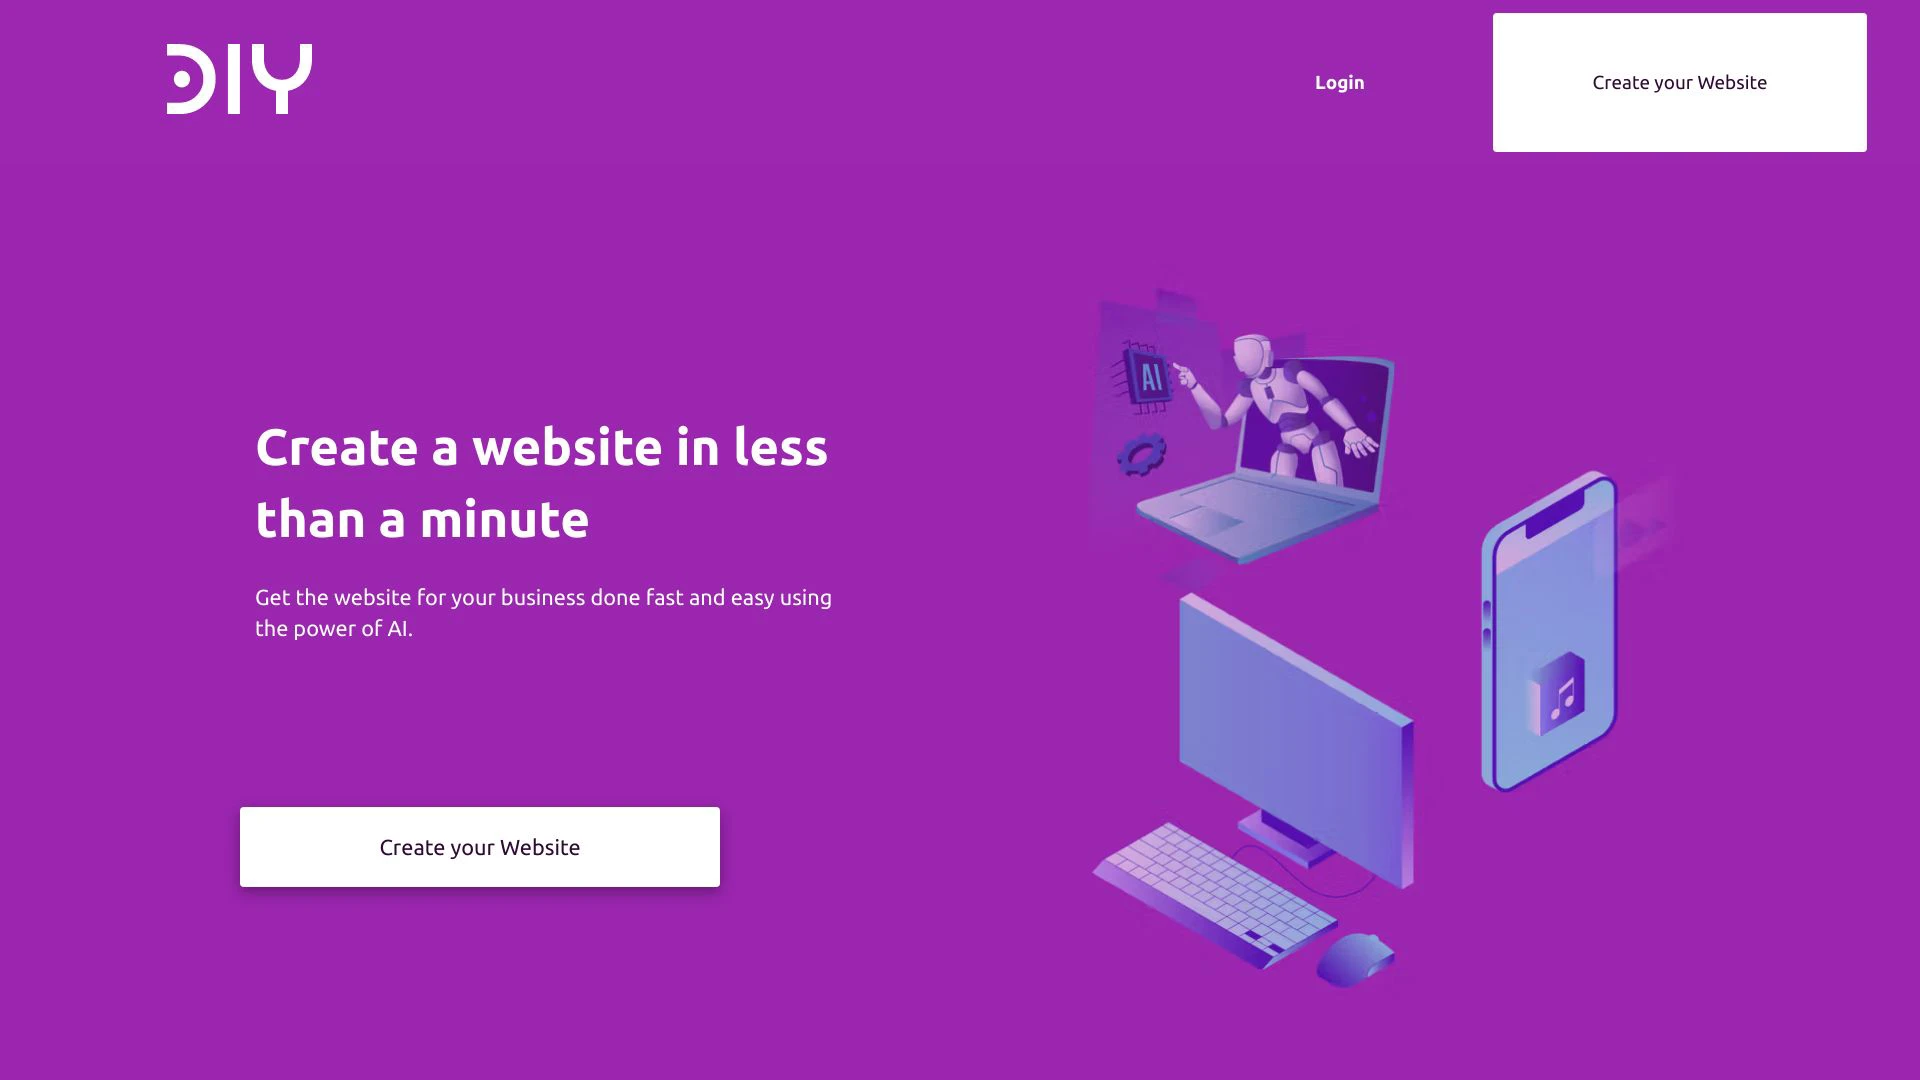 DIY
Login
Create your Website
AI
Create a website in less
than a minute
Get the website for your business done fast and easy using
the power of AI.
Create your Website